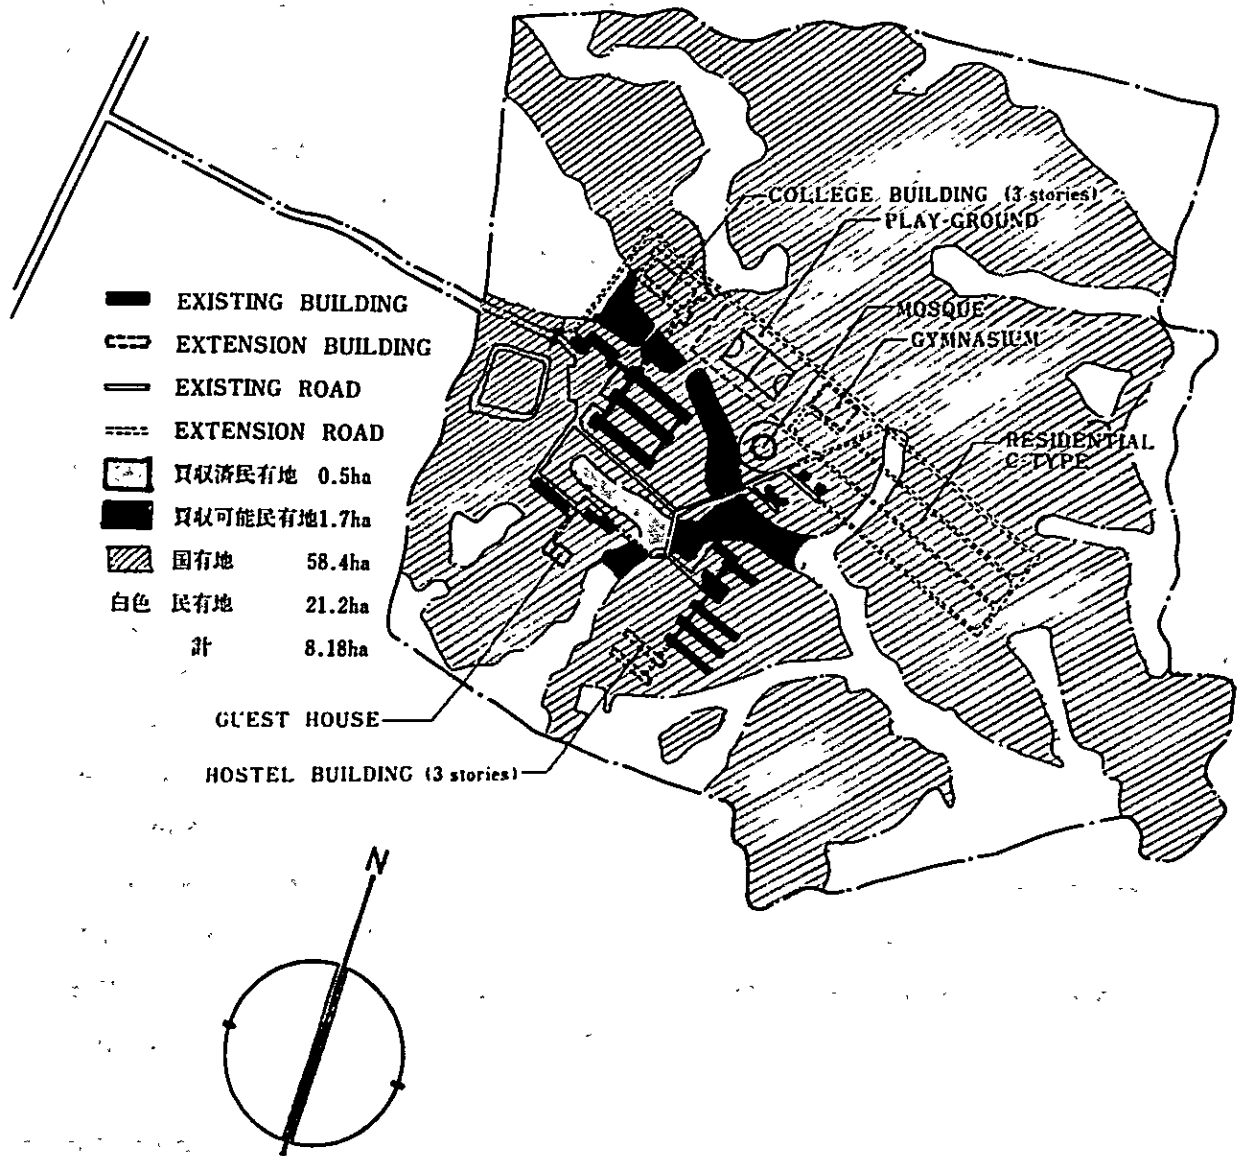 COLLEGE BUILDING (3 stories)
PLAY-GROUND
MOSQUE
GYMNASIUM
RESIDENTIAL
C-TYPE
EXISTING BUILDING
EXTENSION BUILDING
EXISTING ROAD
EXTENSION ROAD
買収済民有地 0.5ha
買収可能民有地1.7ha
国有地 58.4ha
白色 民有地 21.2ha
計 8.18ha
GUEST HOUSE
HOSTEL BUILDING (3 stories)
N